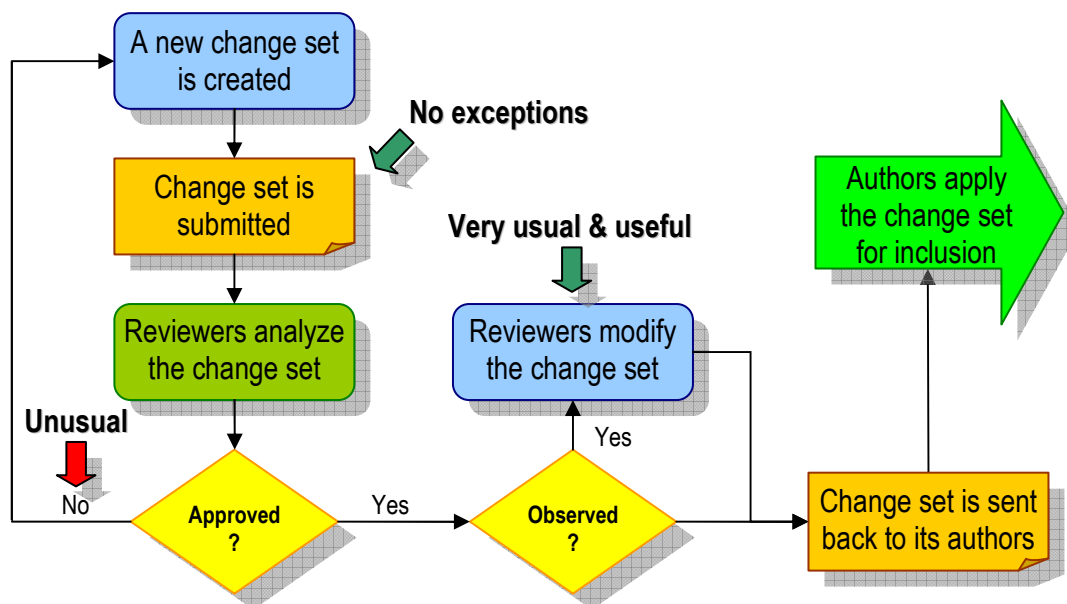 A new change set
is created
No exceptions
Change set is
submitted
Reviewers analyze
the change set
Unusual
No
Approved
?
Yes
Very usual & useful
Reviewers modify
the change set
Yes
Observed
?
Change set is sent
back to its authors
Authors apply
the change set
for inclusion